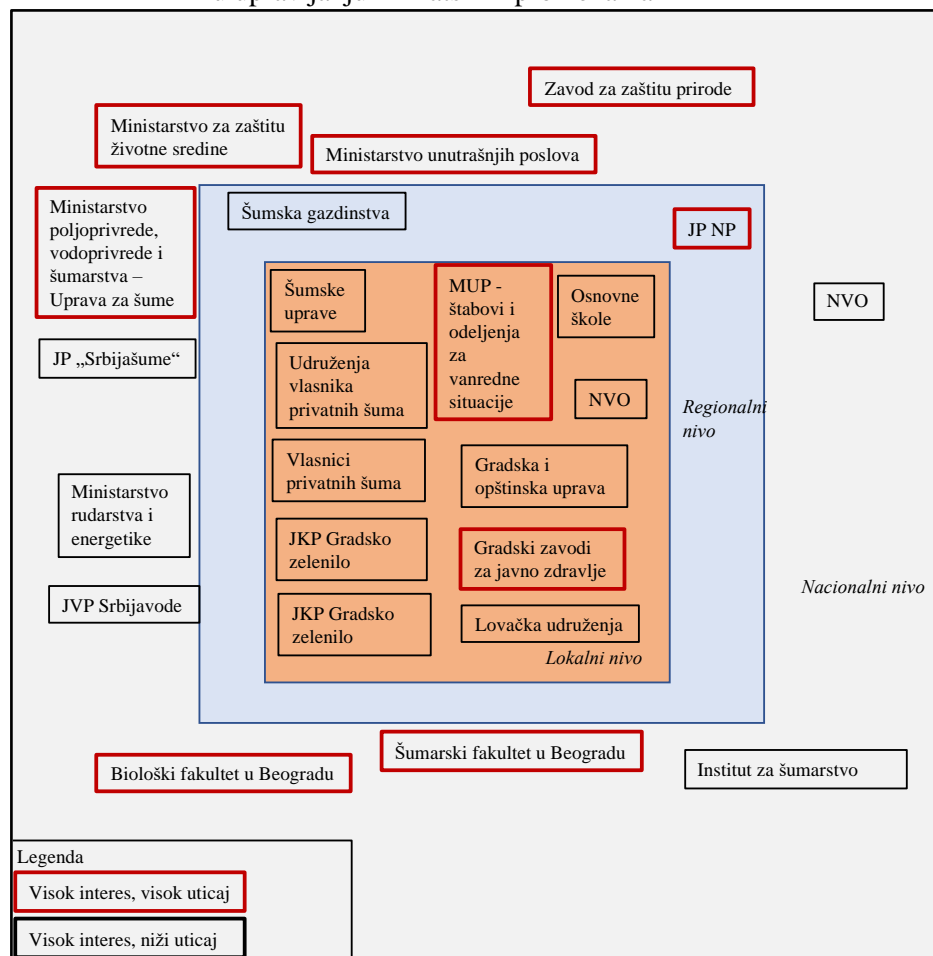 Zavod za zaštitu prirode
Ministarstvo za zaštitu
životne sredine
Ministarstvo unutrašnjih poslova
Ministarstvo
poljoprivrede,
vodoprivrede i
šumarstva –
Uprava za šume
Šumska gazdinstva
JP NP
Šumske
uprave
MUP -
štabovi i
odeljenja
za
vanredne
situacije
Osnovne
škole
NVO
JP „Srbijašume“
Udruženja
vlasnika
privatnih šuma
NVO
Regionalni
nivo
Vlasnici
privatnih šuma
Gradska i
opštinska uprava
Ministarstvo
rudarstva i
energetike
JKP Gradsko
zelenilo
Gradski zavodi
za javno zdravlje
Nacionalni nivo
JVP Srbijavode
JKP Gradsko
zelenilo
Lovačka udruženja
Lokalni nivo
Šumarski fakultet u Beogradu
Biološki fakultet u Beogradu
Institut za šumarstvo
Legenda
Visok interes, visok uticaj
Visok interes, niži uticaj